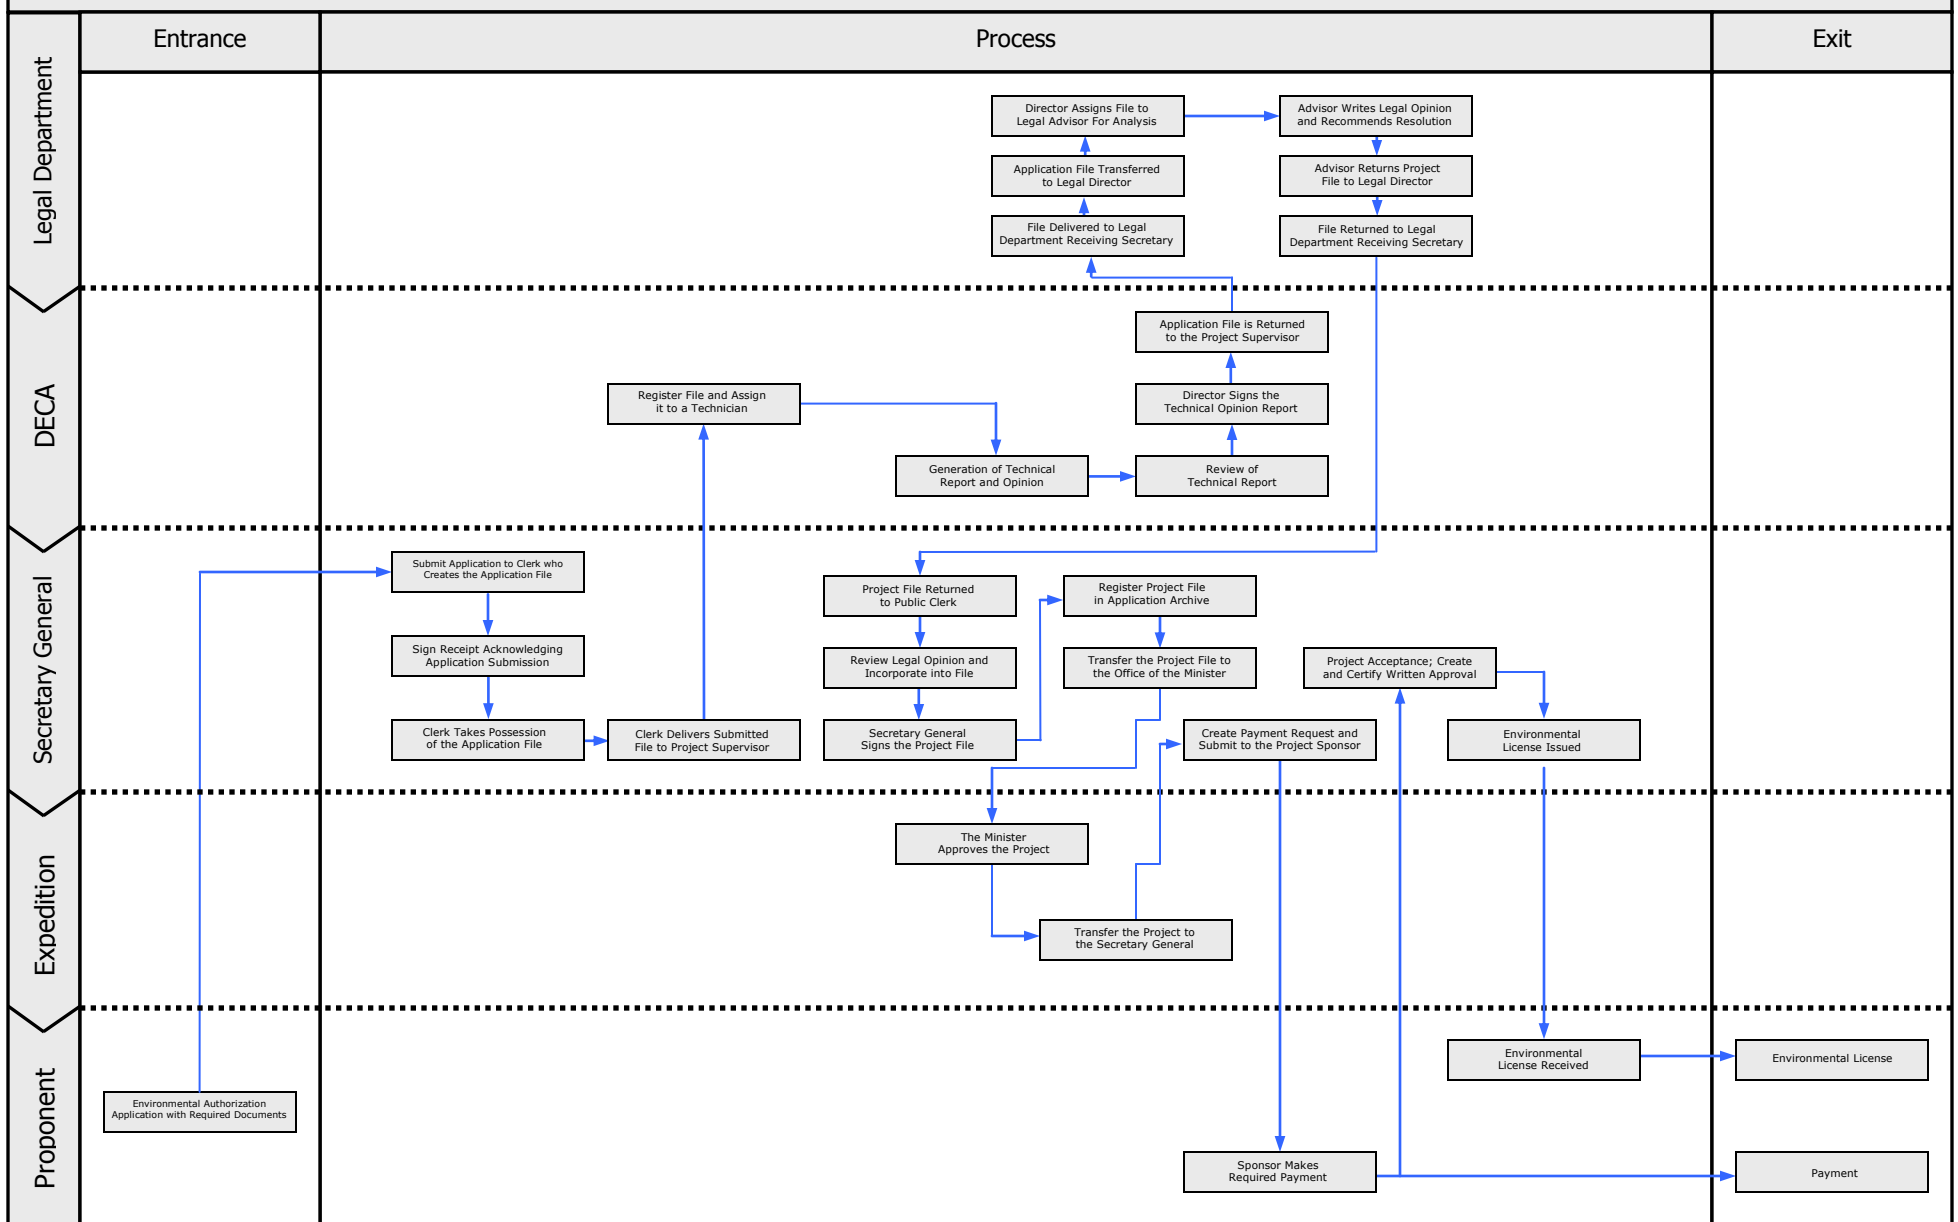 Entrance
Process
Exit
Legal Department
Director Assigns File to
Legal Advisor For Analysis
Advisor Writes Legal Opinion
and Recommends Resolution
Application File Transferred
to Legal Director
Advisor Returns Project
File to Legal Director
File Delivered to Legal
Department Receiving Secretary
File Returned to Legal
Department Receiving Secretary
DECA
Application File is Returned
to the Project Supervisor
Register File and Assign
it to a Technician
Director Signs the
Technical Opinion Report
Generation of Technical
Report and Opinion
Review of
Technical Report
Secretary General
Submit Application to Clerk who
Creates the Application File
Project File Returned
to Public Clerk
Register Project File
in Application Archive
Sign Receipt Acknowledging
Application Submission
Review Legal Opinion and
Incorporate into File
Transfer the Project File to
the Office of the Minister
Project Acceptance; Create
and Certify Written Approval
Clerk Takes Possession
of the Application File
Clerk Delivers Submitted
File to Project Supervisor
Secretary General
Signs the Project File
Create Payment Request and
Submit to the Project Sponsor
Environmental
License Issued
Expedition
The Minister
Approves the Project
Transfer the Project to
the Secretary General
Proponent
Environmental
License Received
Environmental License
Environmental Authorization
Application with Required Documents
Sponsor Makes
Required Payment
Payment